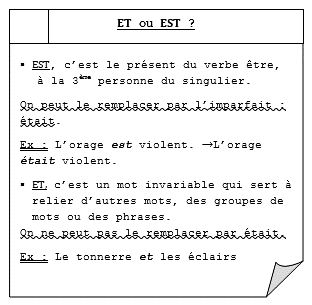 ET ou EST ?
▪ EST, c'est le présent du verbe être,
à la 3ème personne du singulier.
On peut le remplacer par l'imparfait :
était.
Ex : L'orage est violent. →L'orage
était violent.
▪ ET, c'est un mot invariable qui sert à
relier d'autres mots, des groupes de
mots ou des phrases.
On ne peut pas le remplacer par était.
Ex : Le tonnerre et les éclairs